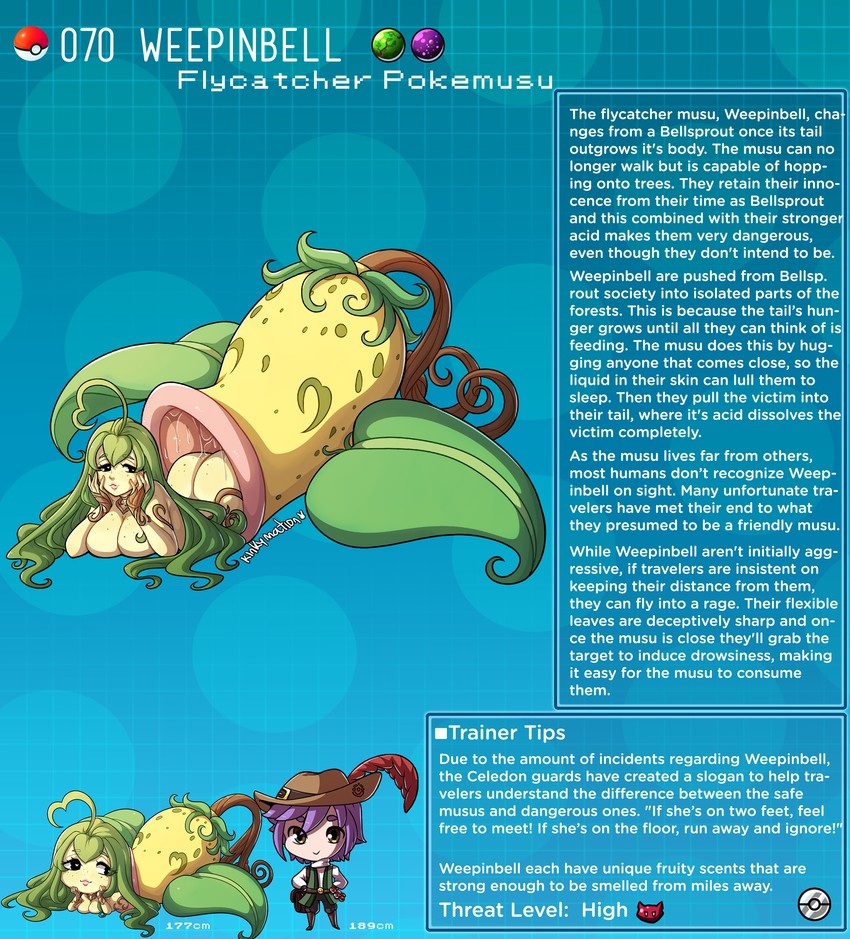 070 WEEPINBELL
Flycatcher Pokemusu
The flycatcher musu, Weepinbell, cha-
nges from a Bellsprout once its tail
outgrows it's body. The musu can no
longer walk but is capable of hopp-
ing onto trees. They retain their inno-
cence from their time as Bellsprout
and this combined with their stronger
acid makes them very dangerous,
even though they don't intend to be.
Weepinbell are pushed from Bellsp.
rout society into isolated parts of the
forests. This is because the tail's hun-
ger grows until all they can think of is
feeding. The musu does this by hug-
ging anyone that comes close, so the
liquid in their skin can lull them to
sleep. Then they pull the victim into
their tail, where it's acid dissolves the
victim completely.
As the musu lives far from others,
most humans don't recognize Weep-
inbell on sight. Many unfortunate tra-
velers have met their end to what
they presumed to be a friendly musu.
While Weepinbell aren't initially agg-
ressive, if travelers are insistent on
keeping their distance from them,
they can fly into a rage. Their flexible
leaves are deceptively sharp and on-
ce the musu is close they'll grab the
target to induce drowsiness, making
it easy for the musu to consume
them.
kinkymation
■Trainer Tips
Due to the amount of incidents regarding Weepinbell,
the Celedon guards have created a slogan to help tra-
velers understand the difference between the safe
musus and dangerous ones. "If she's on two feet, feel
free to meet! If she's on the floor, run away and ignore!"
Weepinbell each have unique fruity scents that are
strong enough to be smelled from miles away.
Threat Level: High
177cm
189cm